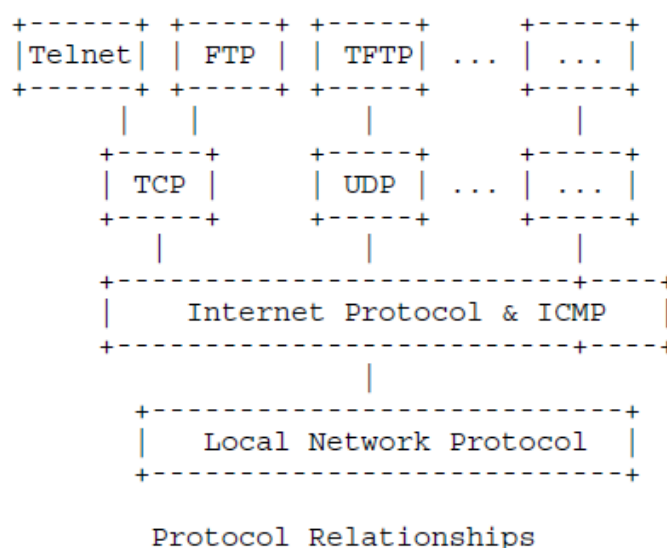 Telnet FTP TFTP ... ...
TCP UDP ... ...
Internet Protocol & ICMP
Local Network Protocol
Protocol Relationships